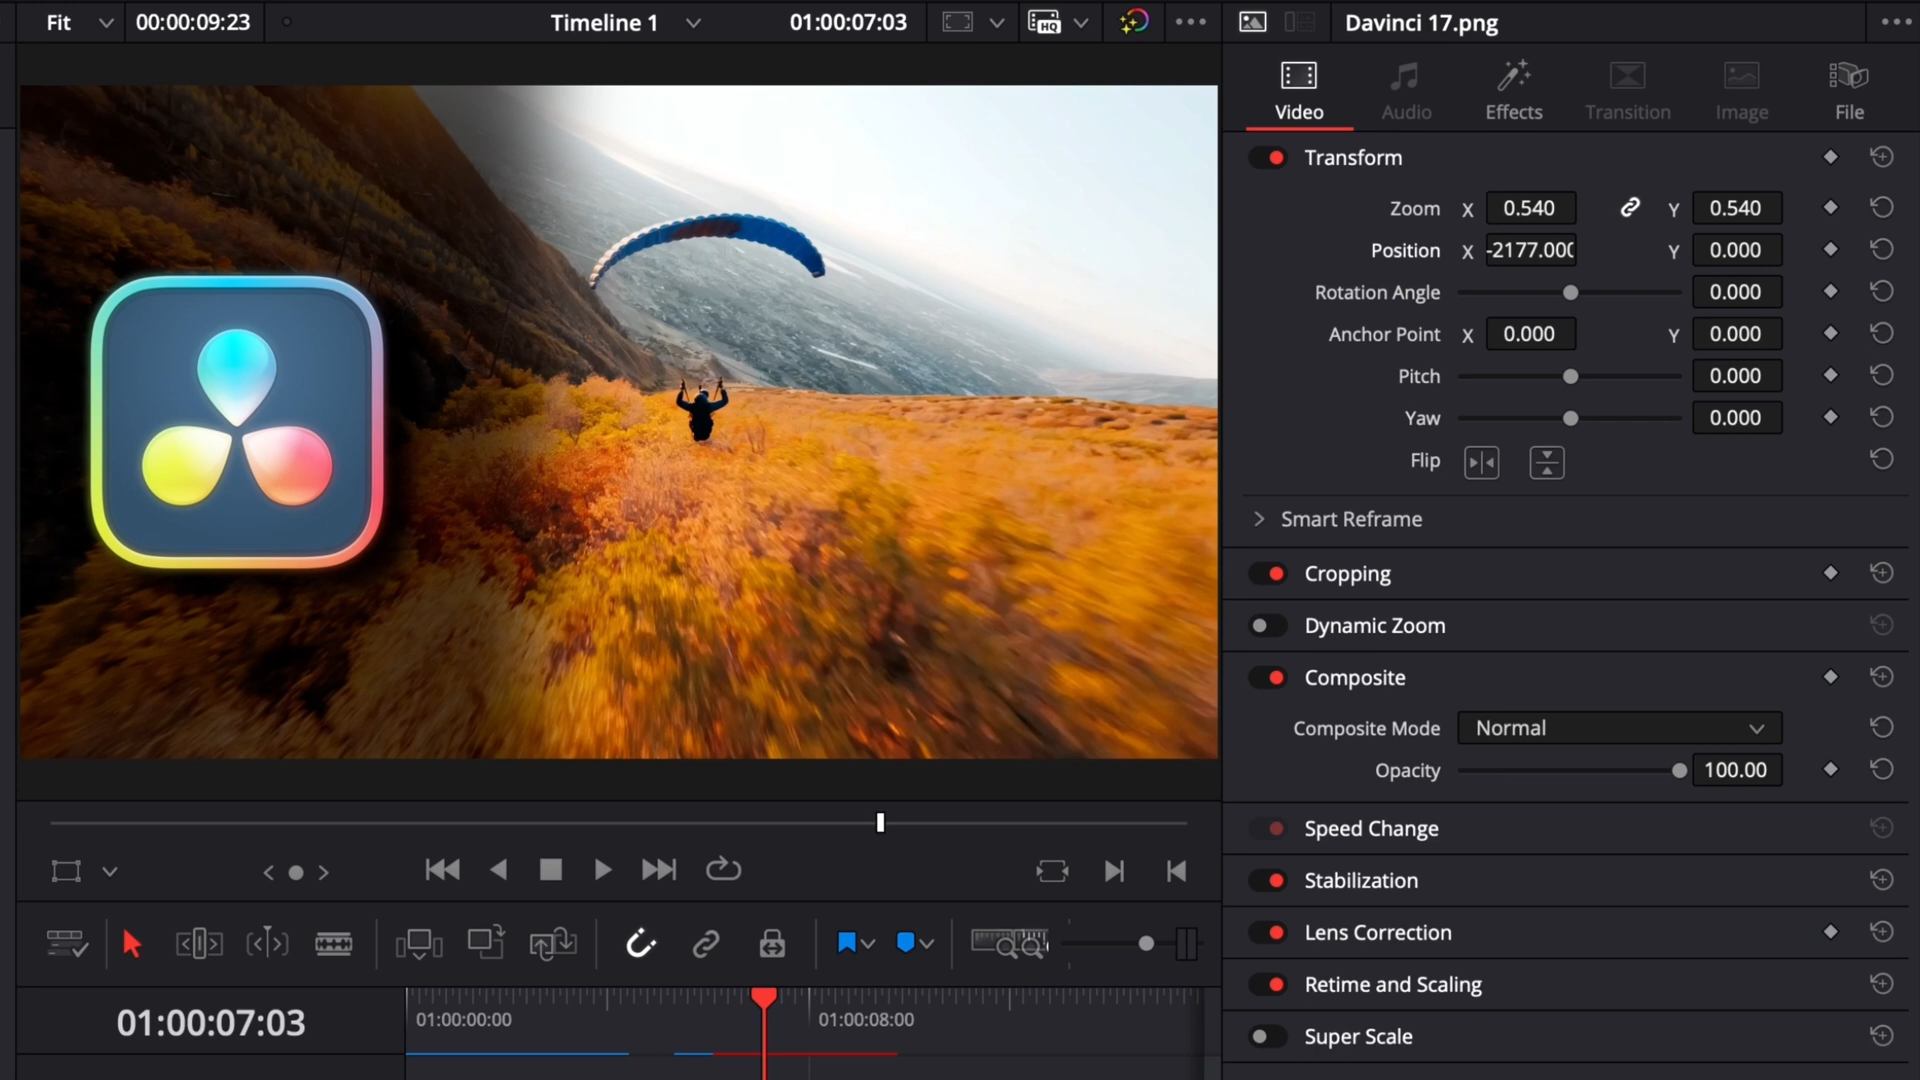 Fit
00:00:09:23
Timeline 1
01:00:07:03
HQ
Davinci 17.png
Video
Audio
Effects
Transition
Image
File
Transform
Zoom X 0.540 Y 0.540
Position X -2177.000 Y 0.000
Rotation Angle 0.000
Anchor Point X 0.000 Y 0.000
Pitch 0.000
Yaw 0.000
Flip
Smart Reframe
Cropping
Dynamic Zoom
Composite
Composite Mode Normal
Opacity 100.00
Speed Change
Stabilization
Lens Correction
Retime and Scaling
Super Scale
01:00:07:03
01:00:00:00
01:00:08:00